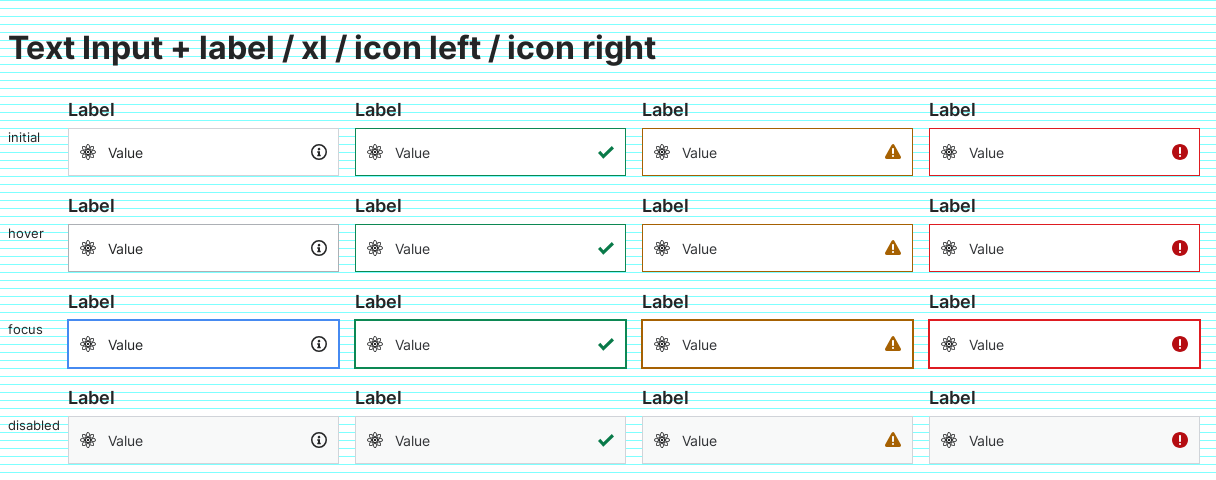 Text Input + label / xl / icon left / icon right
Label Label Label Label
initial Value Value Value Value
Label Label Label Label
hover Value Value Value Value
Label Label Label Label
focus Value Value Value Value
Label Label Label Label
disabled Value Value Value Value